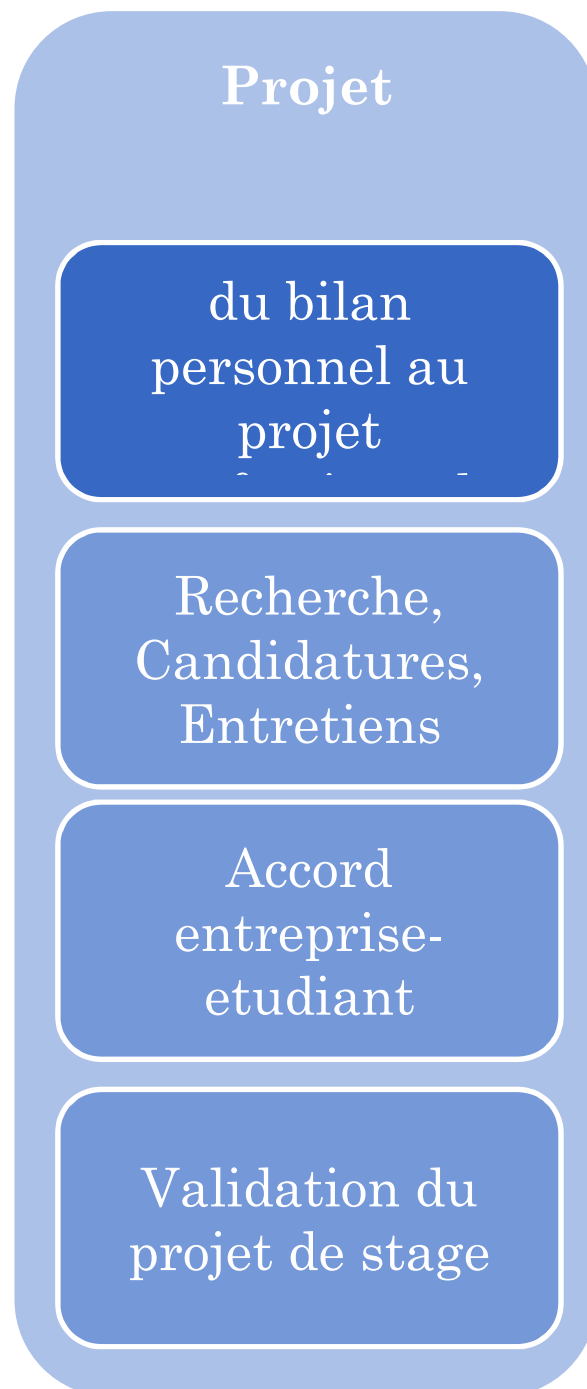 Projet
du bilan
personnel au
projet
Recherche,
Candidatures,
Entretiens
Accord
entreprise-
etudiant
Validation du
projet de stage